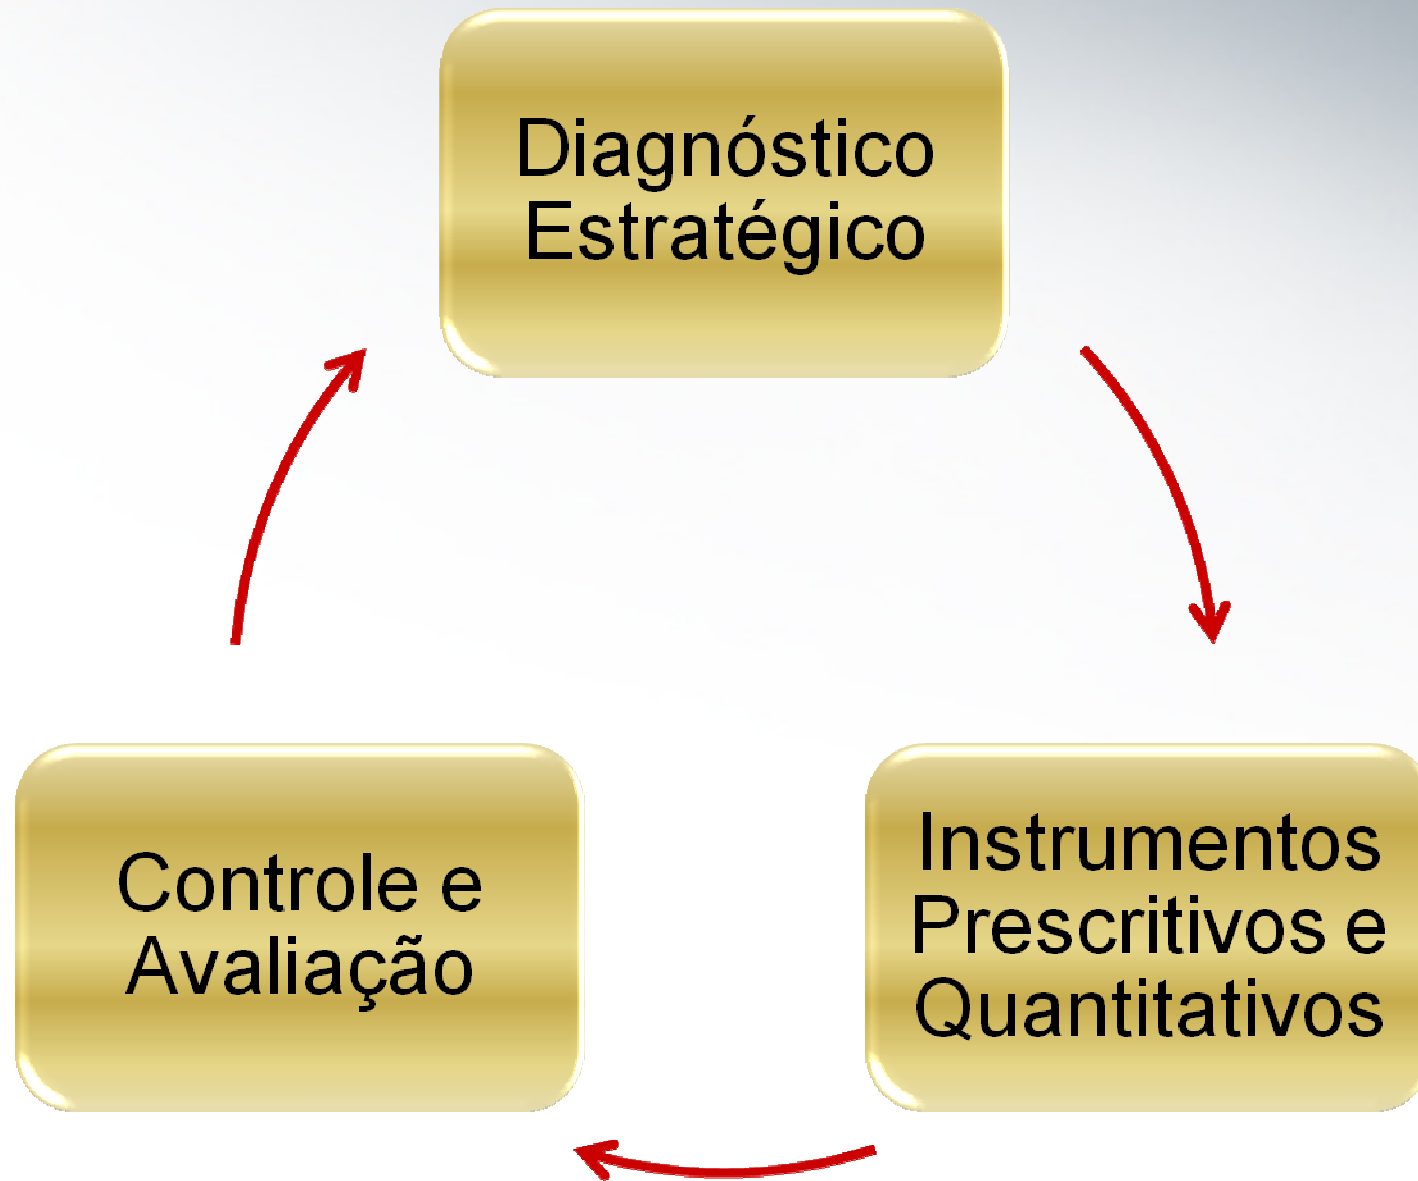 Diagnóstico
Estratégico
Controle e
Avaliação
Instrumentos
Prescritivos e
Quantitativos